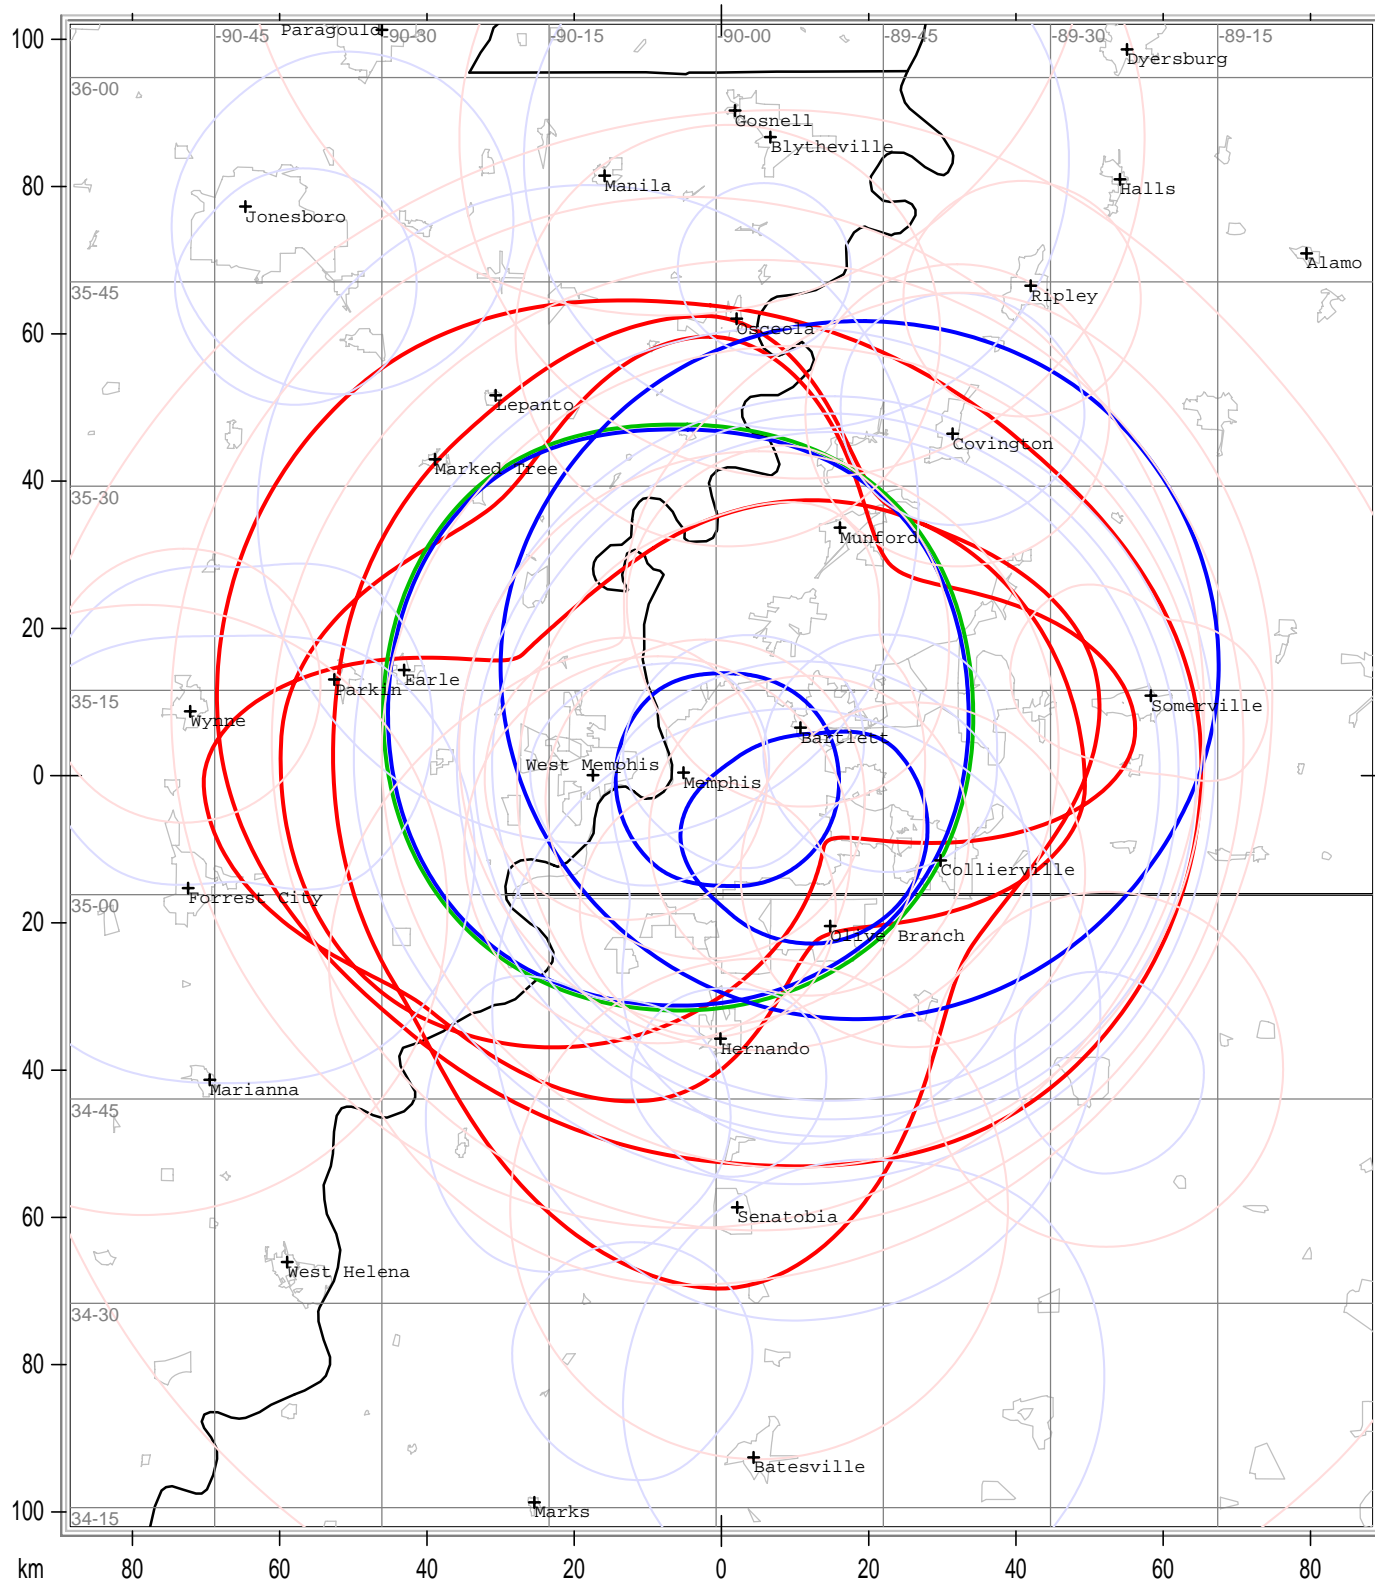 100
Paragould
-90-45
-90-30
-90-15
-90-00
-89-45
-89-30
-89-15
Dyersburg
36-00
Gosnell
Blytheville
80
Manila
Halls
Jonesboro
Alamo
35-45
Ripley
60
Osceola
Lepanto
Covington
Marked Tree
40
35-30
Munford
20
Earle
Parkin
35-15
Somerville
Wynne
Bartlett
West Memphis
0
Memphis
Collierville
35-00
Forrest City
20
Olive Branch
Hernando
40
Marianna
34-45
60
Senatobia
West Helena
34-30
80
Batesville
100
Marks
34-15
km
80
60
40
20
0
20
40
60
80